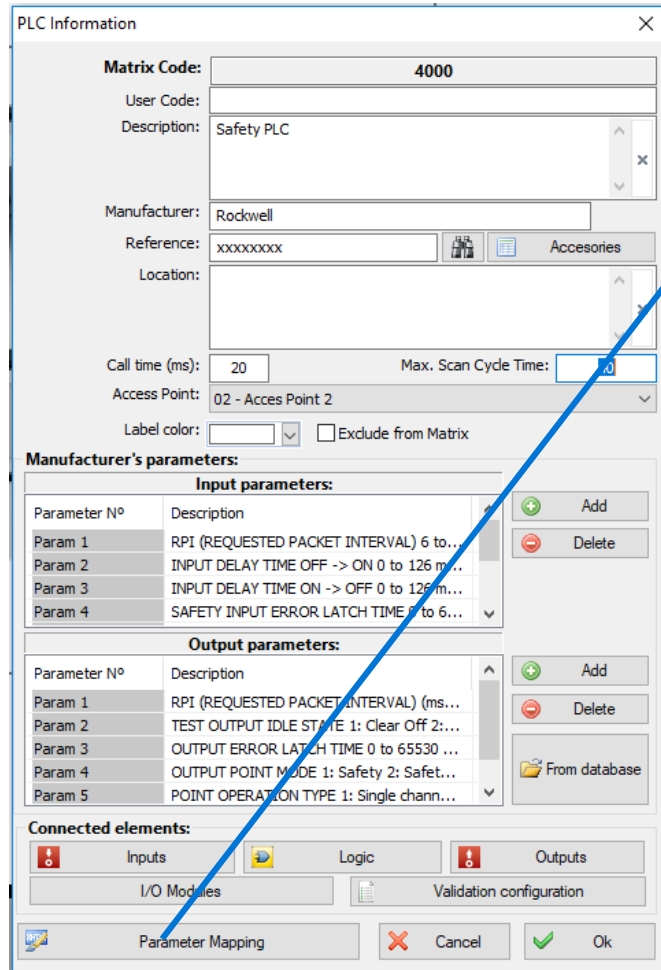 PLC Information
Matrix Code: 4000
User Code:
Description: Safety PLC
Manufacturer: Rockwell
Reference: xxxxxxxx Accesories
Location:
Call time (ms): 20 Max. Scan Cycle Time:
Access Point: 02 - Acces Point 2
Label color: Exclude from Matrix
Manufacturer's parameters:
Input parameters:
Parameter Nº Description Add
Param 1 RPI (REQUESTED PACKET INTERVAL) 6 to...
Param 2 INPUT DELAY TIME OFF -> ON 0 to 126 m... Delete
Param 3 INPUT DELAY TIME ON -> OFF 0 to 126 m...
Param 4 SAFETY INPUT ERROR LATCH TIME 0 to 6...
Output parameters:
Parameter Nº Description Add
Param 1 RPI (REQUESTED PACKET INTERVAL) (ms...
Param 2 TEST OUTPUT IDLE STATE 1: Clear Off 2:... Delete
Param 3 OUTPUT ERROR LATCH TIME 0 to 65530 ...
Param 4 OUTPUT POINT MODE 1: Safety 2: Safet... From database
Param 5 POINT OPERATION TYPE 1: Single chann...
Connected elements:
Inputs Logic Outputs
I/O Modules Validation configuration
Parameter Mapping Cancel Ok